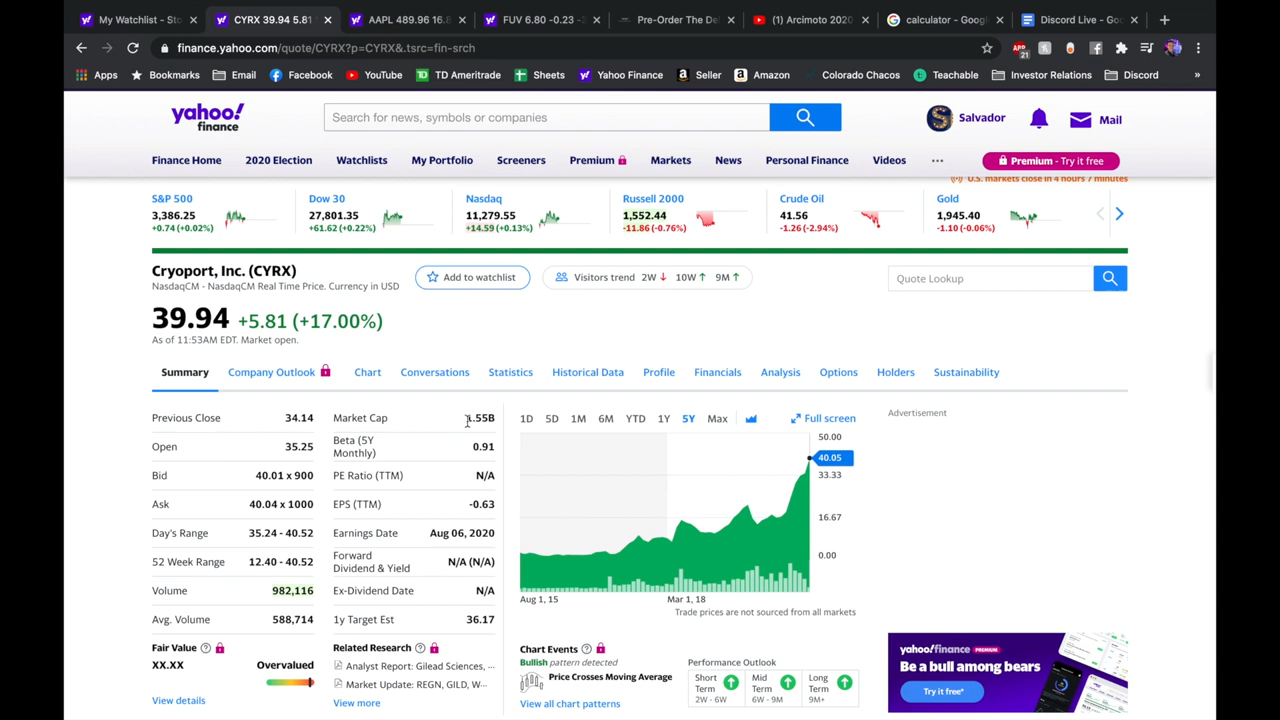 My Watchlist - Sto
CYRX 39.94 5.81
AAPL 489.96 16.8
FUV 6.80 -0.23 -3
Pre-Order The De
(1) Arcimoto 2020
calculator - Google
Discord Live - Goo
finance.yahoo.com/quote/CYRX?p=CYRX&.tsrc=fin-srch
21
Apps
Bookmarks
Email
Facebook
YouTube
TD Ameritrade
Sheets
Yahoo Finance
Seller
Amazon
Colorado Chacos
Teachable
Investor Relations
Discord
»
yahoo!
finance
Search for news, symbols or companies
Salvador
Mail
Finance Home
2020 Election
Watchlists
My Portfolio
Screeners
Premium
Markets
News
Personal Finance
Videos
Premium - Try it free
U.S. markets close in 4 hours 7 minutes
S&P 500
3,386.25
+0.74 (+0.02%)
Dow 30
27,801.35
+61.62 (+0.22%)
Nasdaq
11,279.55
+14.59 (+0.13%)
Russell 2000
1,552.44
-11.86 (-0.76%)
Crude Oil
41.56
-1.26 (-2.94%)
Gold
1,945.40
-1.10 (-0.06%)
Cryoport, Inc. (CYRX)
NasdaqCM - NasdaqCM Real Time Price. Currency in USD
Add to watchlist
Visitors trend 2W↓ 10W↑ 9M↑
Quote Lookup
39.94 +5.81 (+17.00%)
As of 11:53AM EDT. Market open.
Summary
Company Outlook
Chart
Conversations
Statistics
Historical Data
Profile
Financials
Analysis
Options
Holders
Sustainability
Previous Close 34.14
Open 35.25
Bid 40.01 x 900
Ask 40.04 x 1000
Day's Range 35.24 - 40.52
52 Week Range 12.40 - 40.52
Volume 982,116
Avg. Volume 588,714
Market Cap 1.55B
Beta (5Y
Monthly) 0.91
PE Ratio (TTM) N/A
EPS (TTM) -0.63
Earnings Date Aug 06, 2020
Forward
Dividend & Yield N/A (N/A)
Ex-Dividend Date N/A
1y Target Est 36.17
1D 5D 1M 6M YTD 1Y 5Y Max
Full screen
50.00
40.05
33.33
16.67
0.00
Aug 1, 15
Mar 1, 18
Trade prices are not sourced from all markets
Advertisement
Fair Value
XX.XX Overvalued
View details
Related Research
Analyst Report: Gilead Sciences, ...
Market Update: REGN, GILD, W...
View more
Chart Events
Bullish pattern detected
Price Crosses Moving Average
View all chart patterns
Performance Outlook
Short
Term
2W - 6W
Mid
Term
6W - 9M
Long
Term
9M+
yahoo!finance PREMIUM
Be a bull among bears
Try it free*